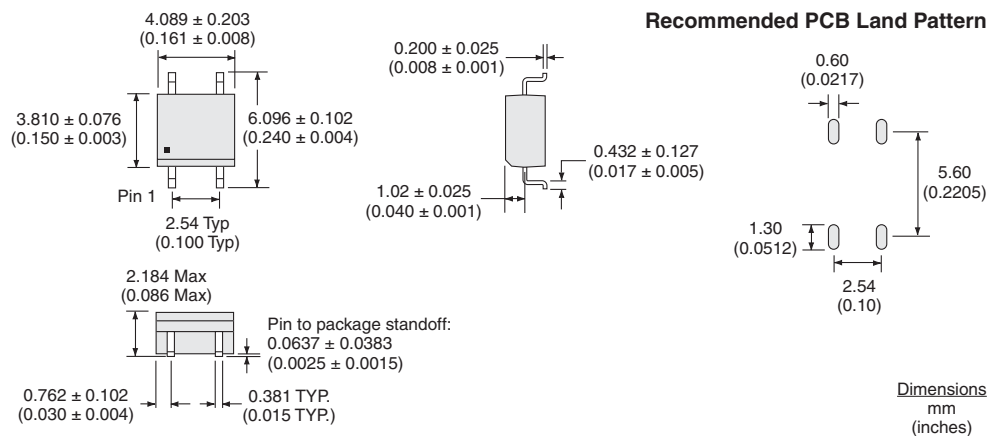 Recommended PCB Land Pattern
4.089 ± 0.203
(0.161 ± 0.008)
3.810 ± 0.076
(0.150 ± 0.003)
6.096 ± 0.102
(0.240 ± 0.004)
Pin 1
2.54 Typ
(0.100 Typ)
0.200 ± 0.025
(0.008 ± 0.001)
0.432 ± 0.127
(0.017 ± 0.005)
1.02 ± 0.025
(0.040 ± 0.001)
0.60
(0.0217)
5.60
(0.2205)
1.30
(0.0512)
2.54
(0.10)
2.184 Max
(0.086 Max)
Pin to package standoff:
0.0637 ± 0.0383
(0.0025 ± 0.0015)
0.762 ± 0.102
(0.030 ± 0.004)
0.381 TYP.
(0.015 TYP.)
Dimensions
mm
(inches)